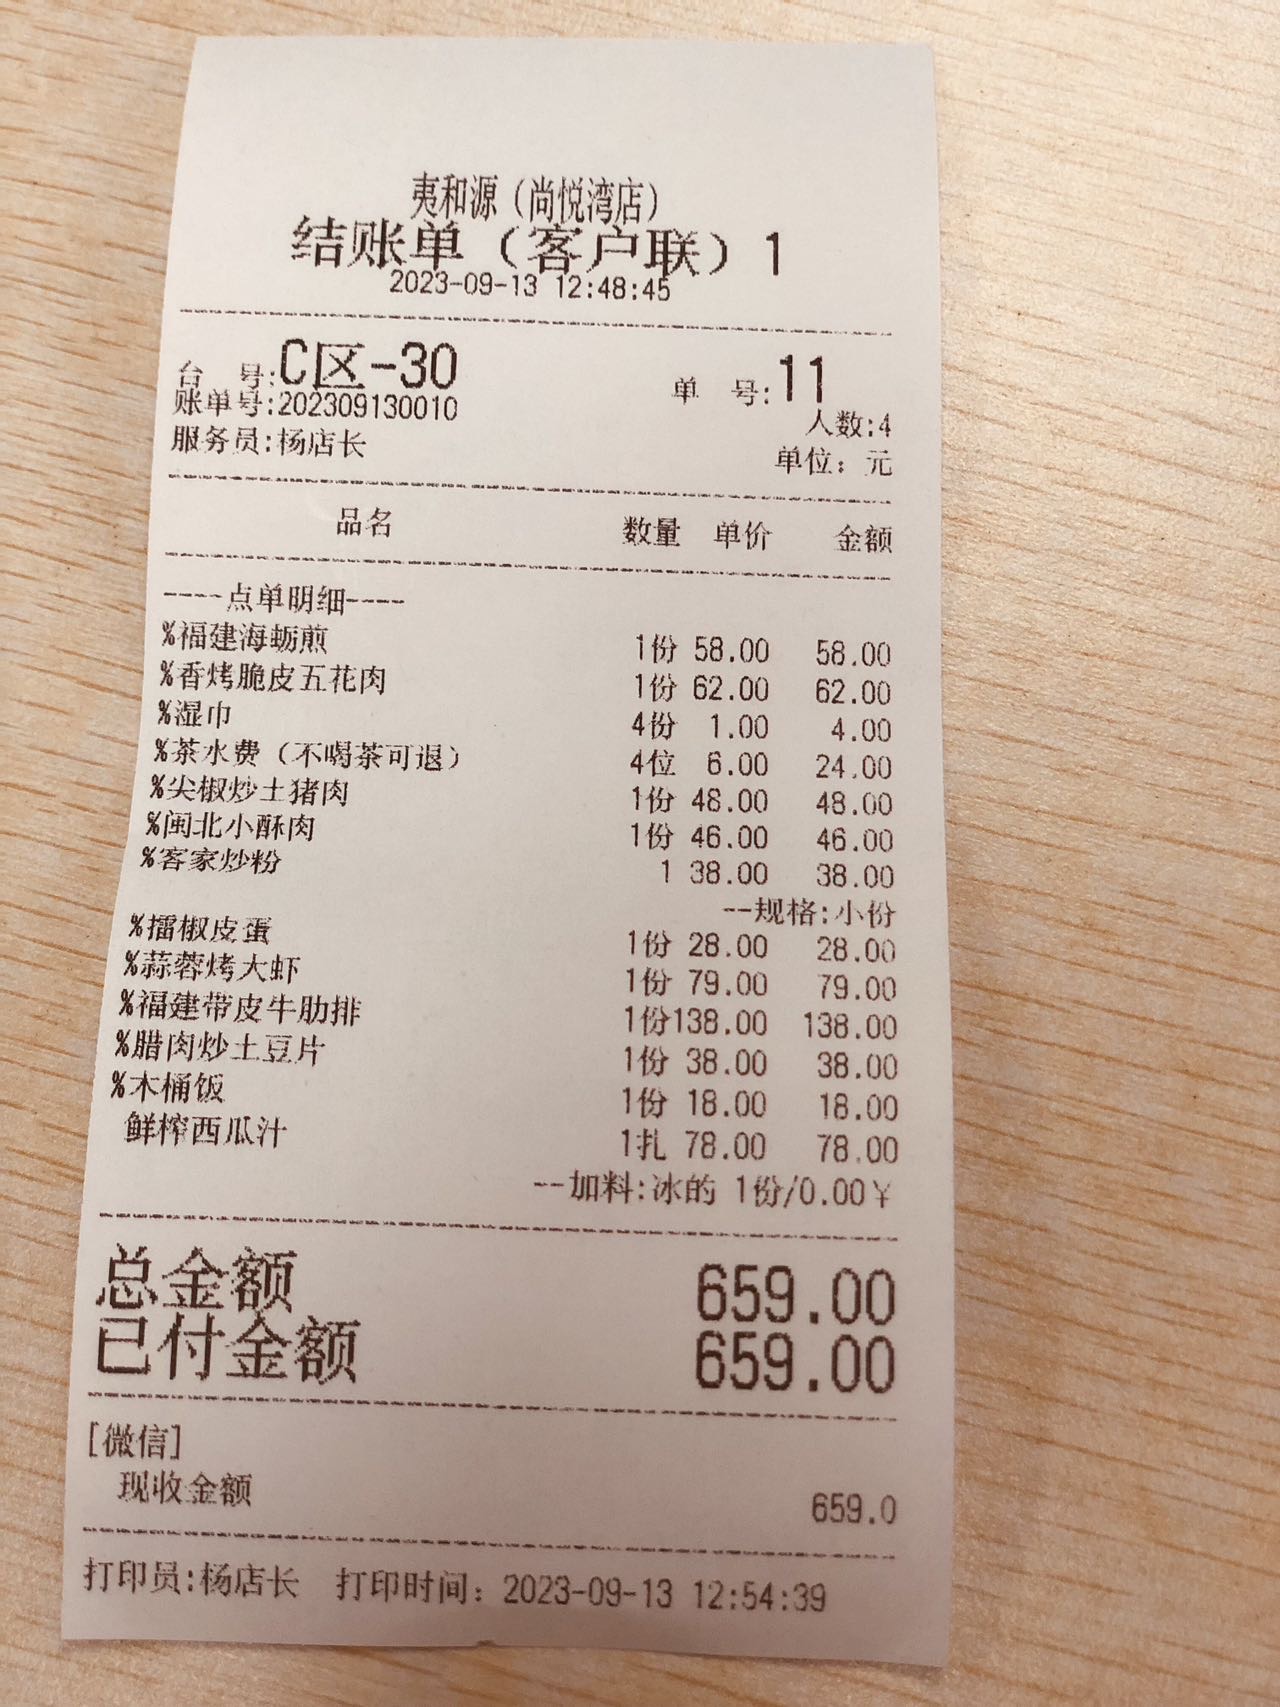 夷和源（尚悦湾店）
结账单（客户联）1
2023-09-13 12:48:45
台 号:C区-30 单 号:11
账单号:202309130010 人数:4
服务员:杨店长 单位：元
品名 数量 单价 金额
----点单明细----
%福建海蛎煎 1份 58.00 58.00
%香烤脆皮五花肉 1份 62.00 62.00
%湿巾 4份 1.00 4.00
%茶水费（不喝茶可退） 4位 6.00 24.00
%尖椒炒土猪肉 1份 48.00 48.00
%闽北小酥肉 1份 46.00 46.00
%客家炒粉 1 38.00 38.00
--规格:小份
%擂椒皮蛋 1份 28.00 28.00
%蒜蓉烤大虾 1份 79.00 79.00
%福建带皮牛肋排 1份138.00 138.00
%腊肉炒土豆片 1份 38.00 38.00
%木桶饭 1份 18.00 18.00
鲜榨西瓜汁 1扎 78.00 78.00
--加料:冰的 1份/0.00¥
总金额 659.00
已付金额 659.00
[微信]
现收金额 659.0
打印员:杨店长 打印时间：2023-09-13 12:54:39